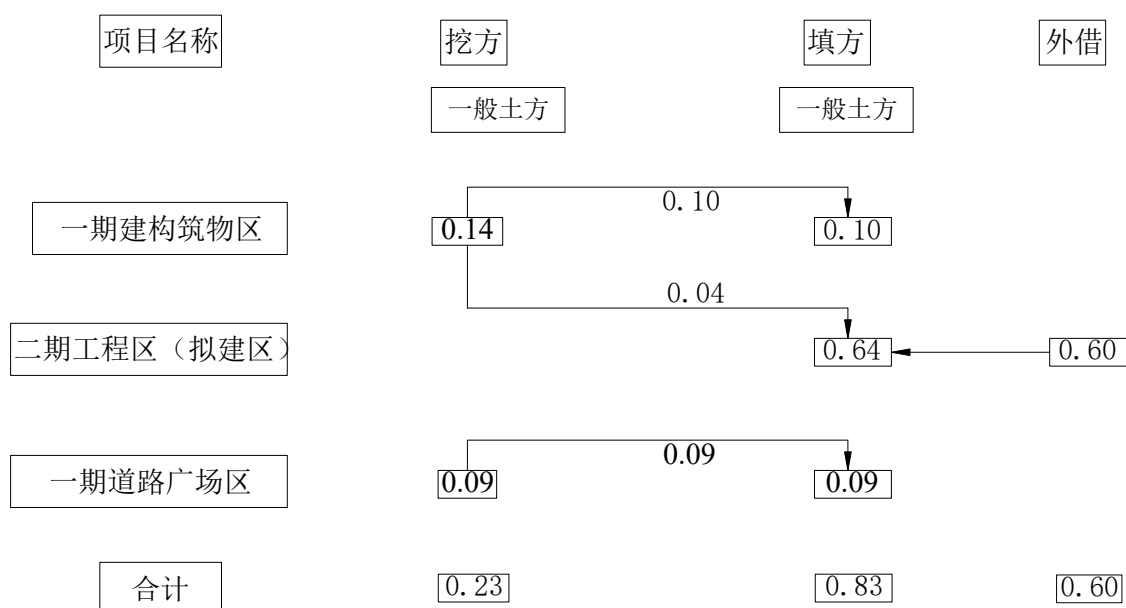 项目名称 挖方 填方 外借
一般土方 一般土方
0.10
一期建构筑物区 0.14 0.10
0.04
二期工程区（拟建区） 0.64 0.60
0.09
一期道路广场区 0.09 0.09
合计 0.23 0.83 0.60